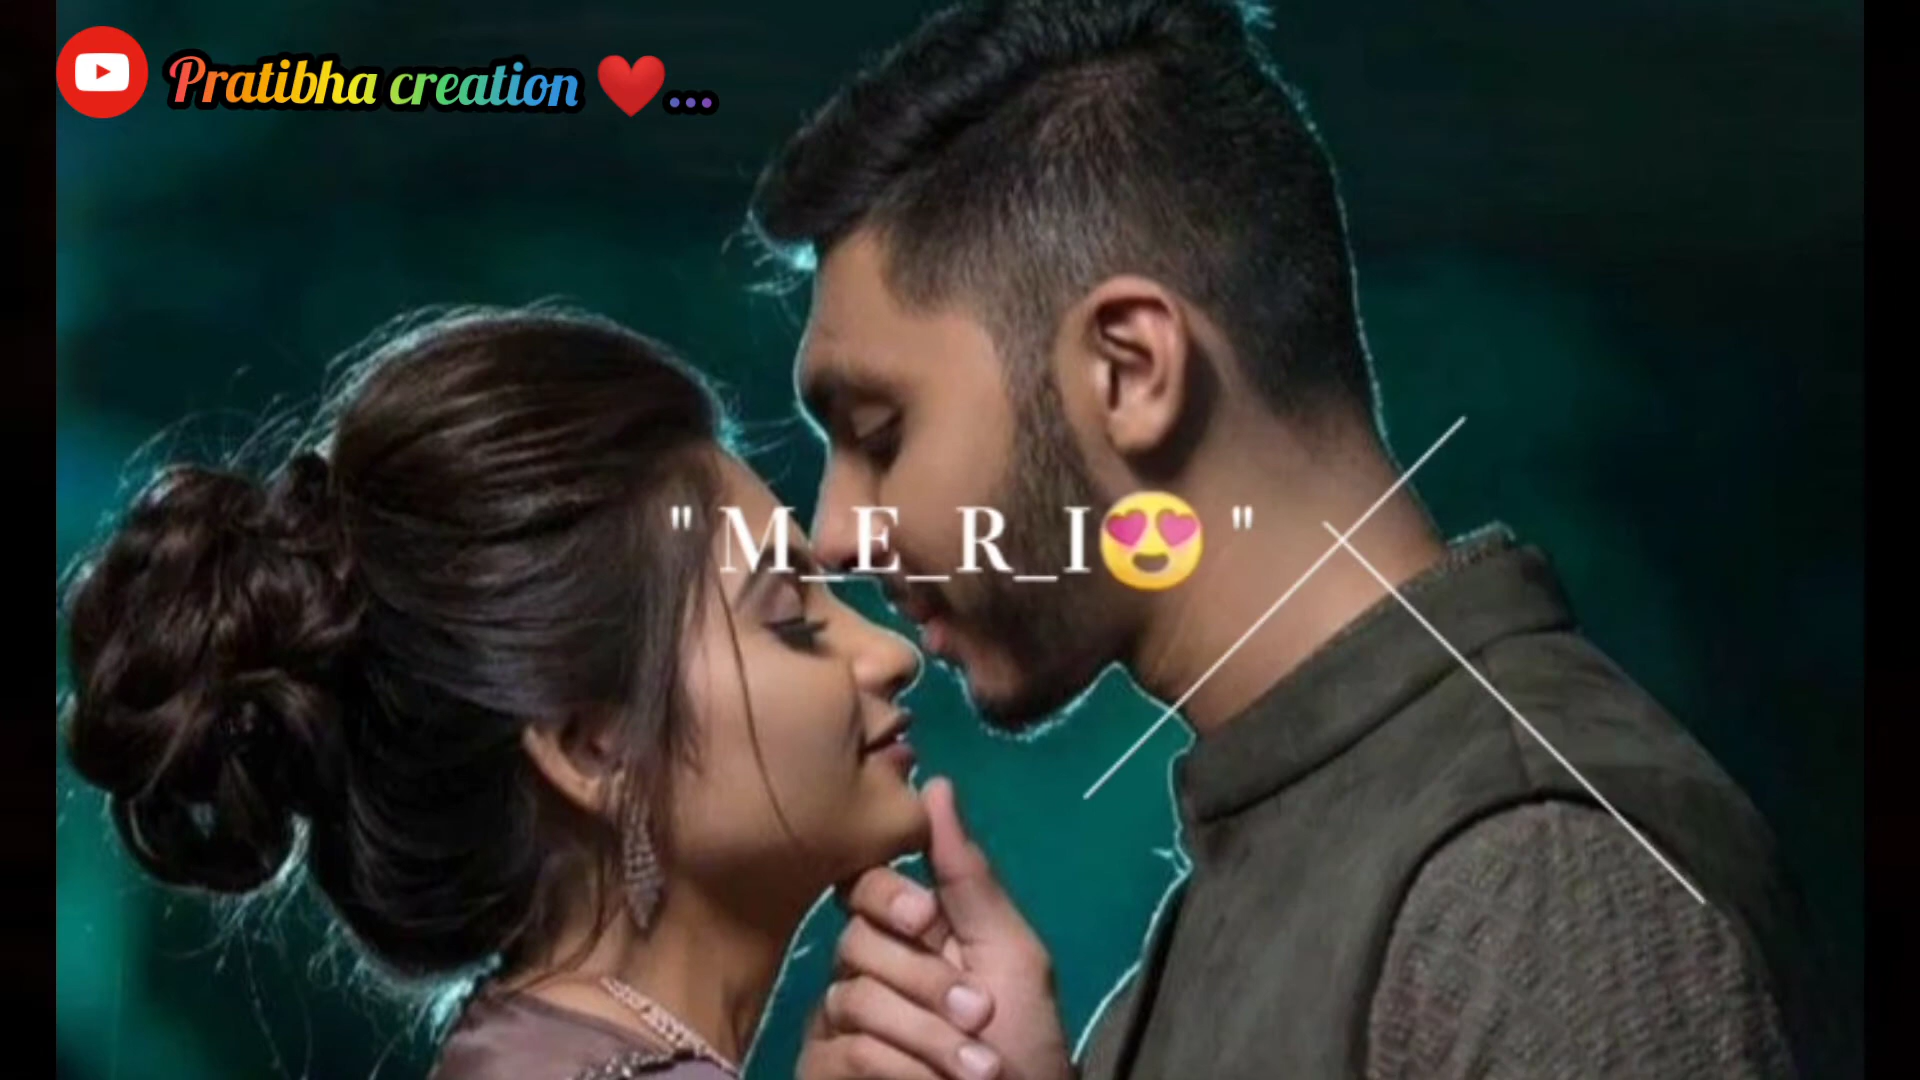 Pratibha creation ❤️...
" M_E_R_I😍 "